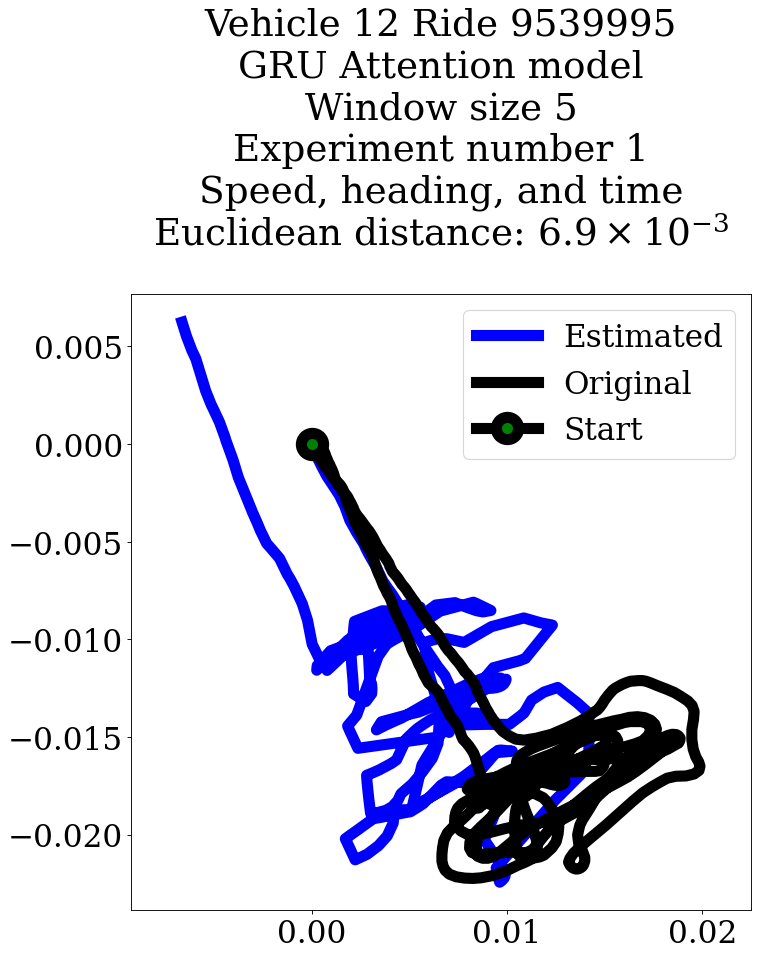 Vehicle 12 Ride 9539995
GRU Attention model
Window size 5
Experiment number 1
Speed, heading, and time
Euclidean distance: 6.9 × 10⁻³
Estimated
Original
Start
0.005
0.000
−0.005
−0.010
−0.015
−0.020
0.00 0.01 0.02